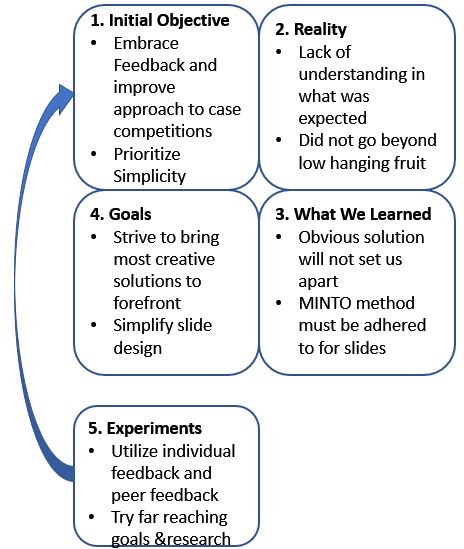 1. Initial Objective
• Embrace
Feedback and
improve
approach to case
competitions
• Prioritize
Simplicity
2. Reality
• Lack of
understanding in
what was
expected
• Did not go beyond
low hanging fruit
3. What We Learned
• Obvious solution
will not set us
apart
• MINTO method
must be adhered
to for slides
4. Goals
• Strive to bring
most creative
solutions to
forefront
• Simplify slide
design
5. Experiments
• Utilize individual
feedback and
peer feedback
• Try far reaching
goals &research